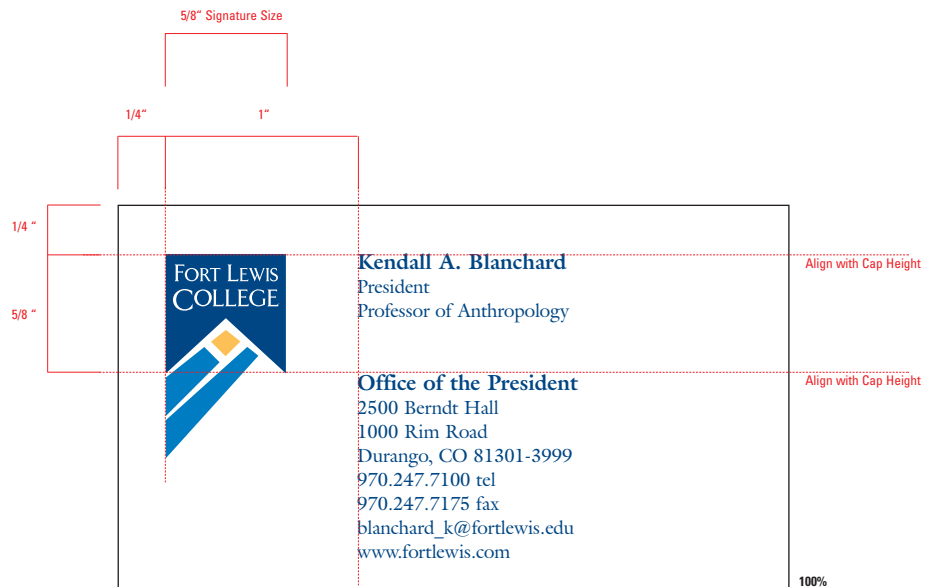 5/8“ Signature Size
1/4“
1“
1/4 “
5/8 “
FORT LEWIS
COLLEGE
Kendall A. Blanchard
President
Professor of Anthropology
Align with Cap Height
Office of the President
2500 Berndt Hall
1000 Rim Road
Durango, CO 81301-3999
970.247.7100 tel
970.247.7175 fax
blanchard_k@fortlewis.edu
www.fortlewis.com
Align with Cap Height
100%